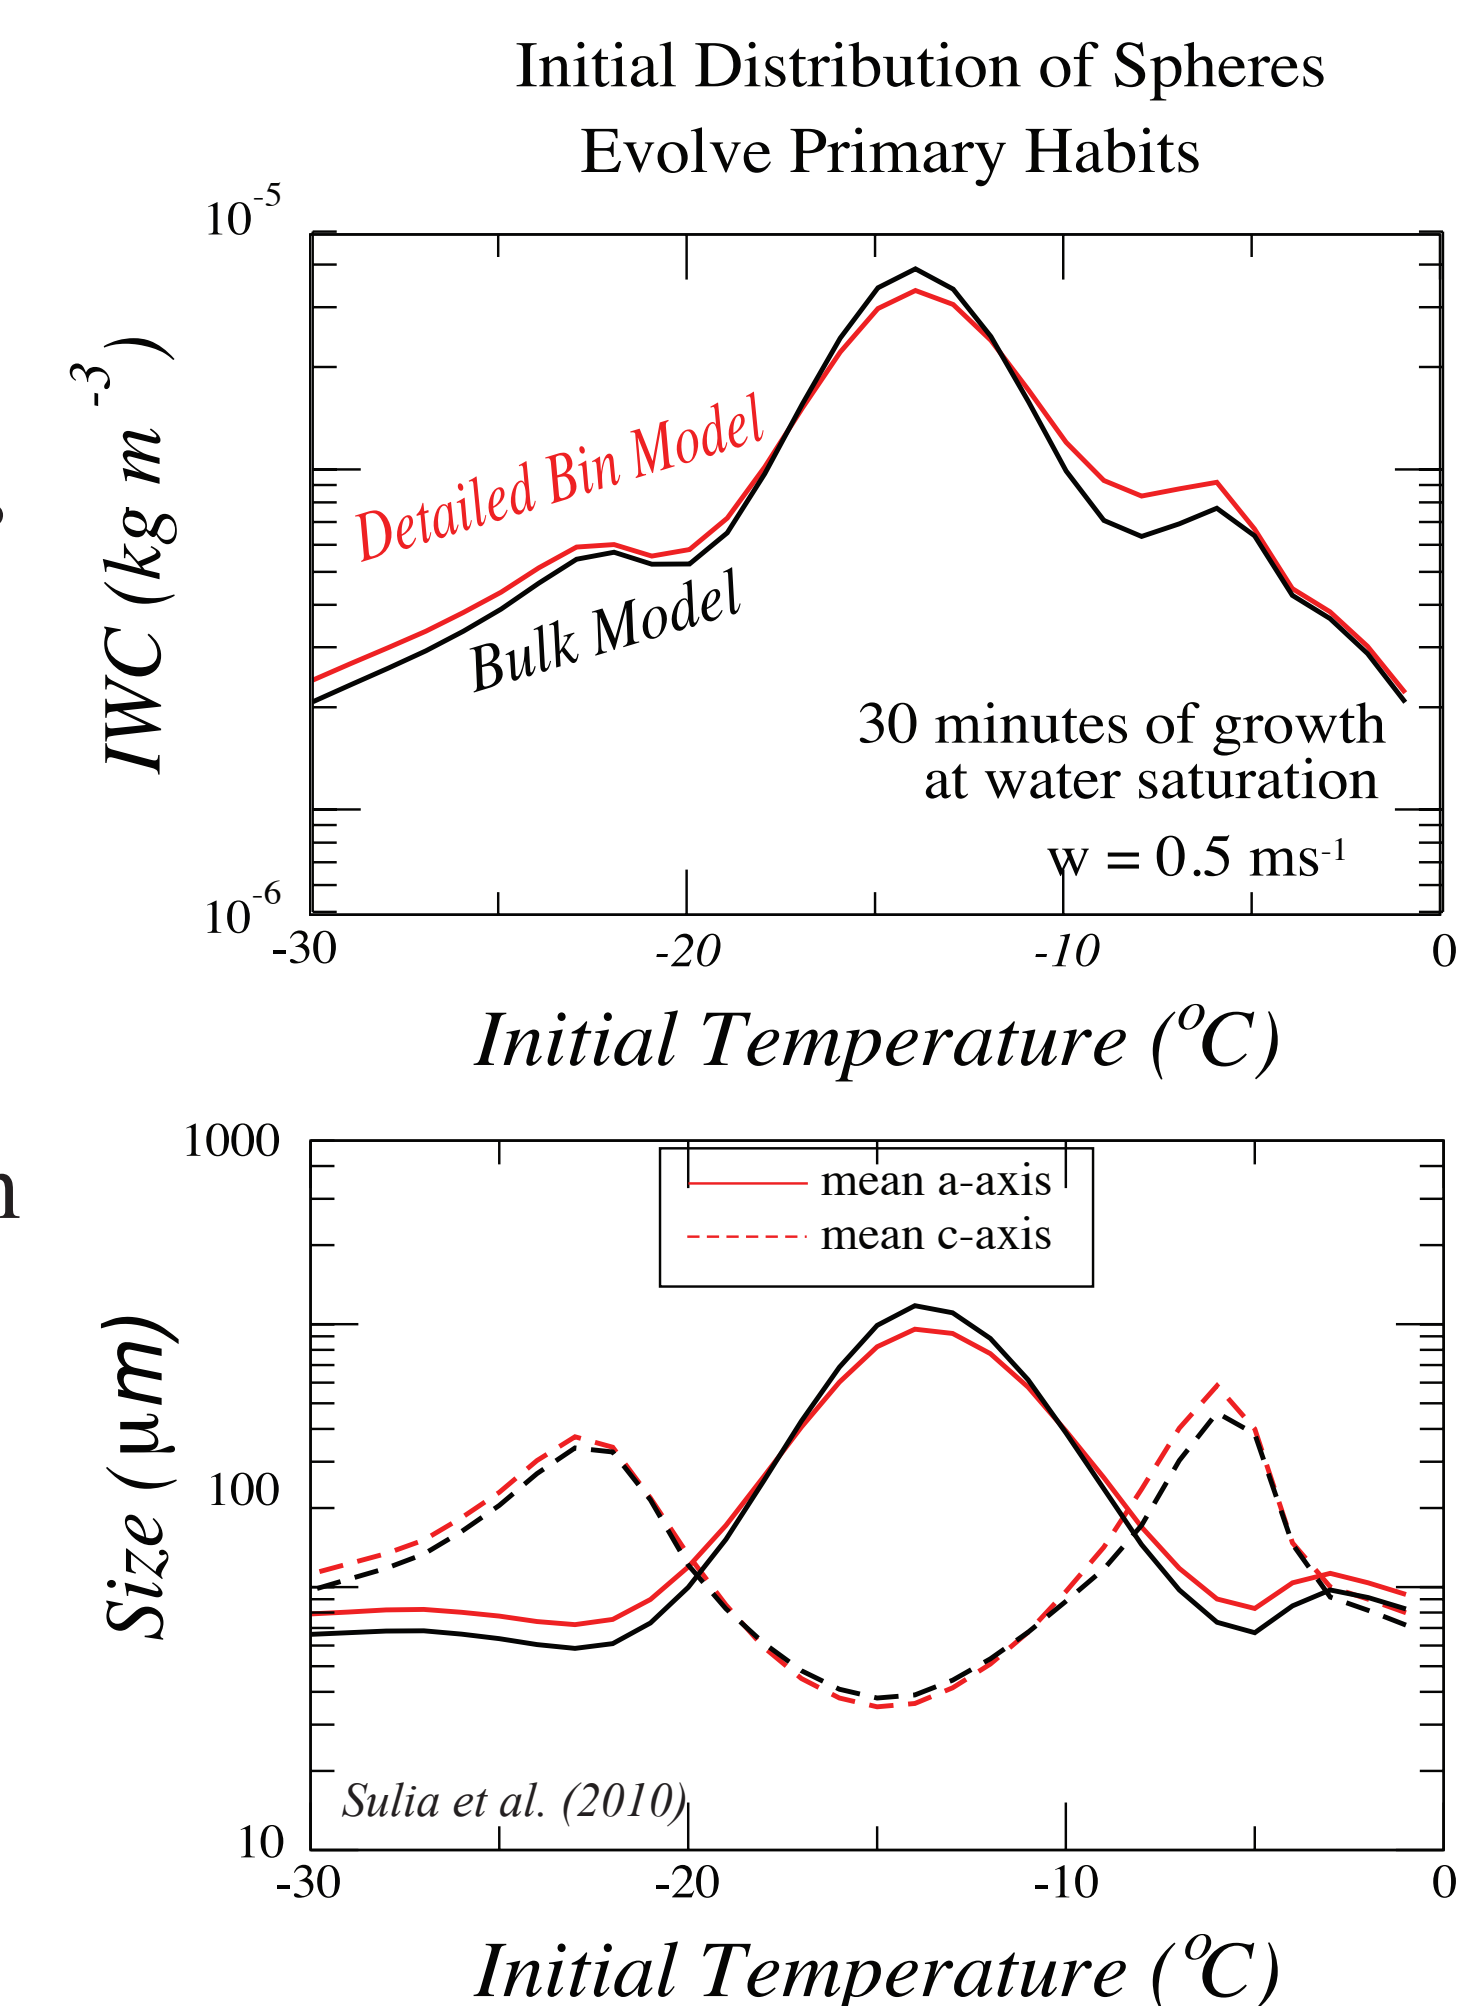 Initial Distribution of Spheres
Evolve Primary Habits
10-5
IWC (kg m-3)
Detailed Bin Model
Bulk Model
30 minutes of growth
at water saturation
w = 0.5 ms-1
10-6
-30 -20 -10 0
Initial Temperature (oC)
n
1000
mean a-axis
mean c-axis
Size (μm)
100
Sulia et al. (2010)
10
-30 -20 -10 0
Initial Temperature (oC)